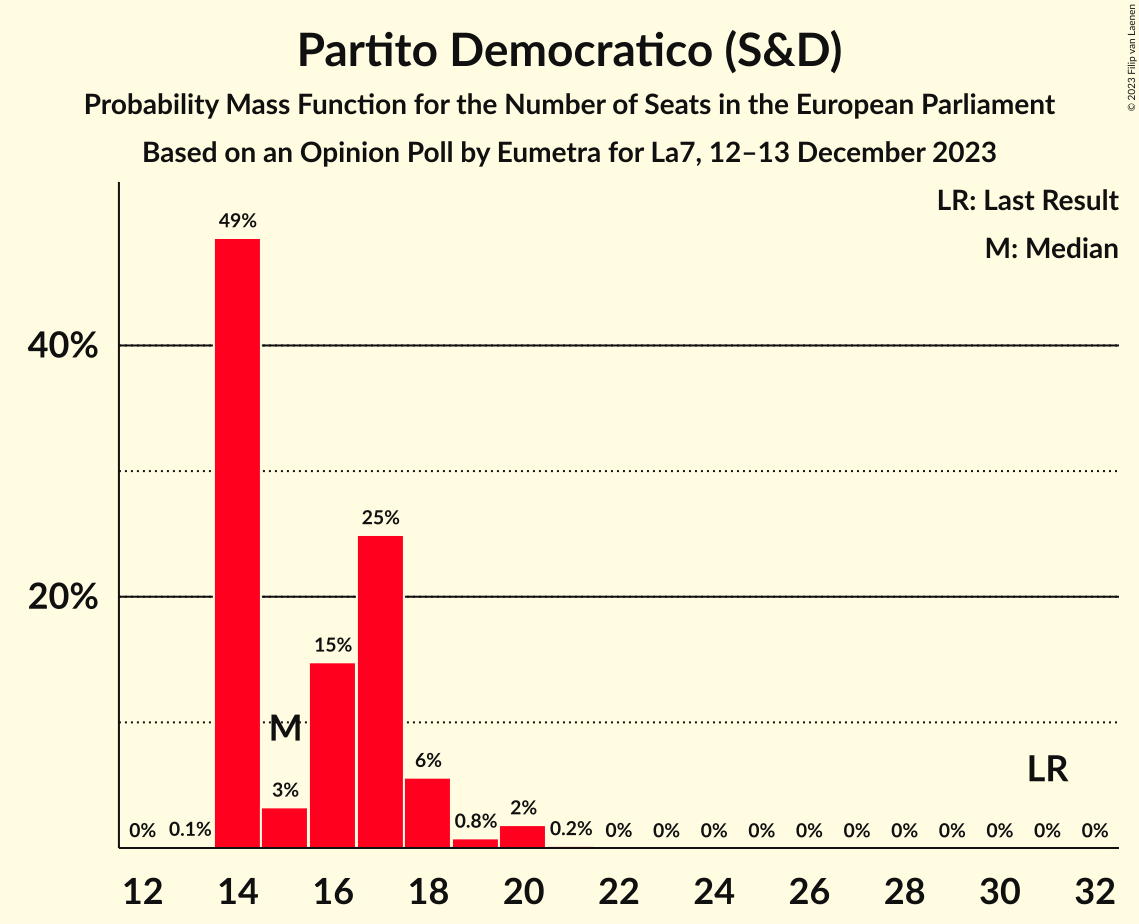 Partito Democratico (S&D)
Probability Mass Function for the Number of Seats in the European Parliament
Based on an Opinion Poll by Eumetra for La7, 12–13 December 2023
© 2023 Filip van Laenen
LR: Last Result
M: Median
40%
20%
49%
25%
15%
M
6%
LR
3%
2%
0.8%
0% 0.1% 0.2% 0% 0% 0% 0% 0% 0% 0% 0% 0% 0% 0%
12 14 16 18 20 22 24 26 28 30 32